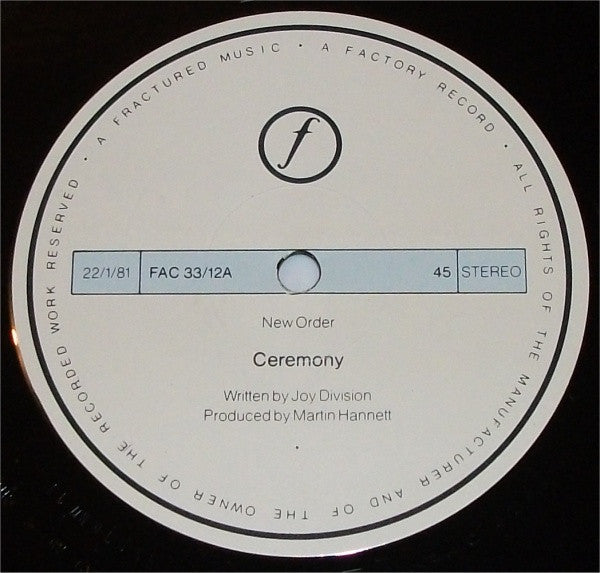 A FRACTURED MUSIC · A FACTORY RECORD · ALL RIGHTS OF THE MANUFACTURER AND OF THE OWNER OF THE RECORDED WORK RESERVED ·
f
22/1/81 FAC 33/12A 45 STEREO
New Order
Ceremony
Written by Joy Division
Produced by Martin Hannett